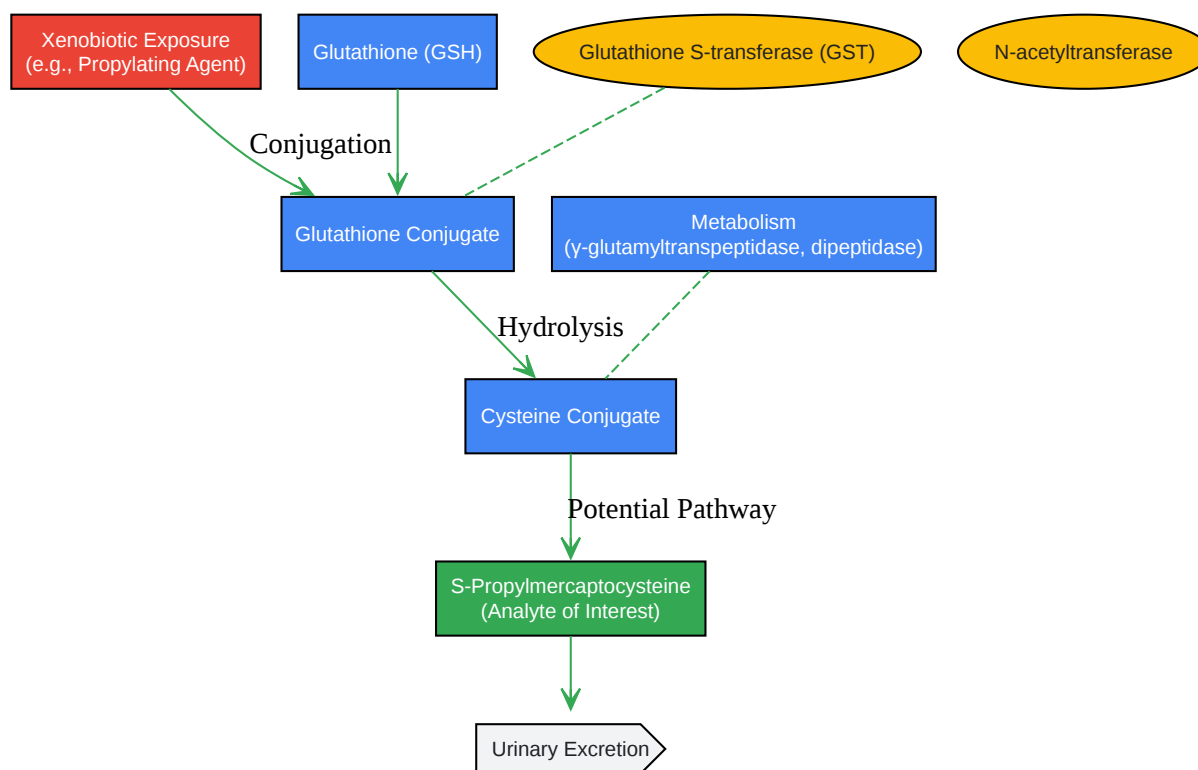 Xenobiotic Exposure
(e.g., Propylating Agent)
Glutathione (GSH)
Glutathione S-transferase (GST)
N-acetyltransferase
Conjugation
Glutathione Conjugate
Metabolism
(γ-glutamyltranspeptidase, dipeptidase)
Hydrolysis
Cysteine Conjugate
Potential Pathway
S-Propylmercaptocysteine
(Analyte of Interest)
Urinary Excretion